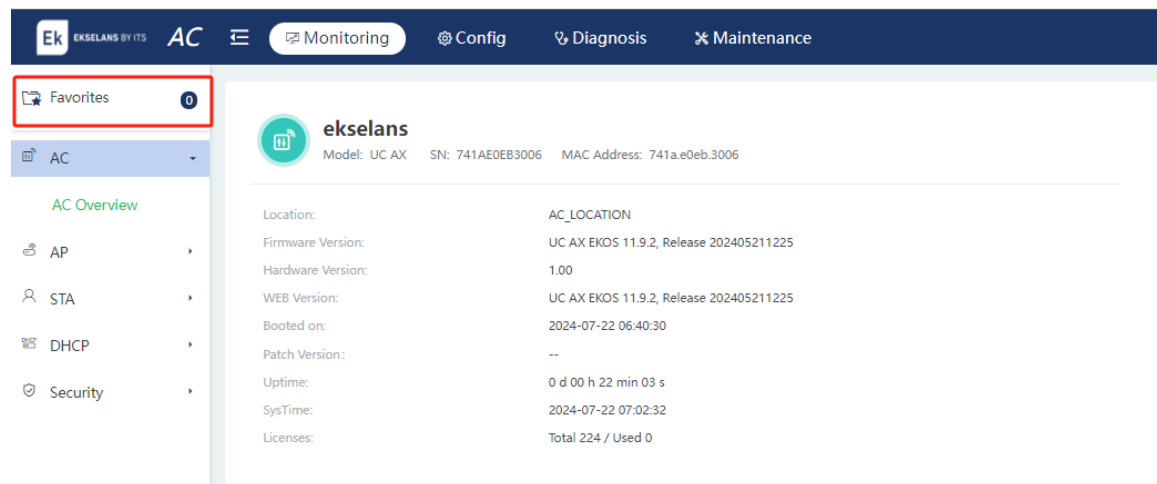 Ek EKSELANS BY ITS AC Monitoring Config Diagnosis Maintenance
Favorites 0
AC
AC Overview
AP
STA
DHCP
Security
ekselans
Model: UC AX SN: 741AE0EB3006 MAC Address: 741a.e0eb.3006
Location: AC_LOCATION
Firmware Version: UC AX EKOS 11.9.2, Release 202405211225
Hardware Version: 1.00
WEB Version: UC AX EKOS 11.9.2, Release 202405211225
Booted on: 2024-07-22 06:40:30
Patch Version: --
Uptime: 0 d 00 h 22 min 03 s
SysTime: 2024-07-22 07:02:32
Licenses: Total 224 / Used 0